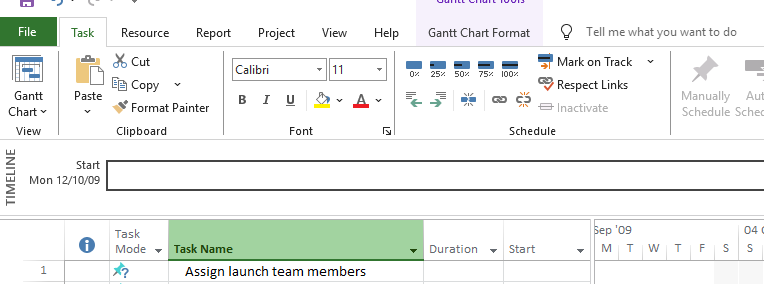 Gantt Chart Tools
File Task Resource Report Project View Help Gantt Chart Format Tell me what you want to do
Gantt Chart
View
Paste
Cut
Copy
Format Painter
Clipboard
Calibri 11
B I U A
Font
0% 25% 50% 75% 100%
Mark on Track
Respect Links
Inactivate
Schedule
Manually Schedule
TIMELINE
Start
Mon 12/10/09
Task Mode Task Name Duration Start
Sep '09 04
M T W T F S S M T
1 Assign launch team members